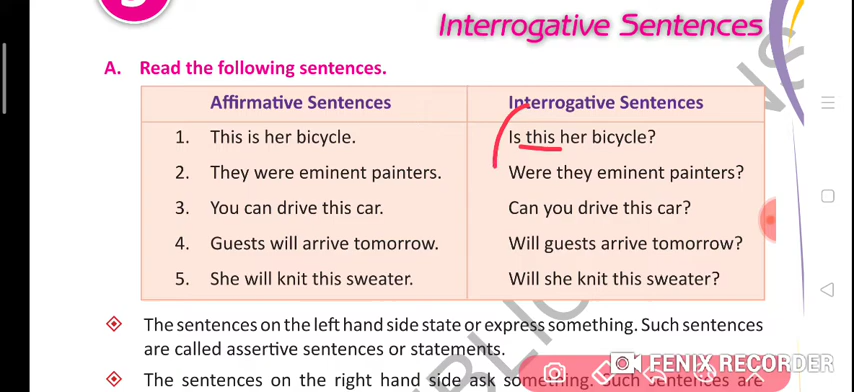 Interrogative Sentences
A. Read the following sentences.
Affirmative Sentences Interrogative Sentences
1. This is her bicycle. Is this her bicycle?
2. They were eminent painters. Were they eminent painters?
3. You can drive this car. Can you drive this car?
4. Guests will arrive tomorrow. Will guests arrive tomorrow?
5. She will knit this sweater. Will she knit this sweater?
The sentences on the left hand side state or express something. Such sentences
are called assertive sentences or statements.
The sentences on the right hand side ask something. Such sentences are
FENIX RECORDER